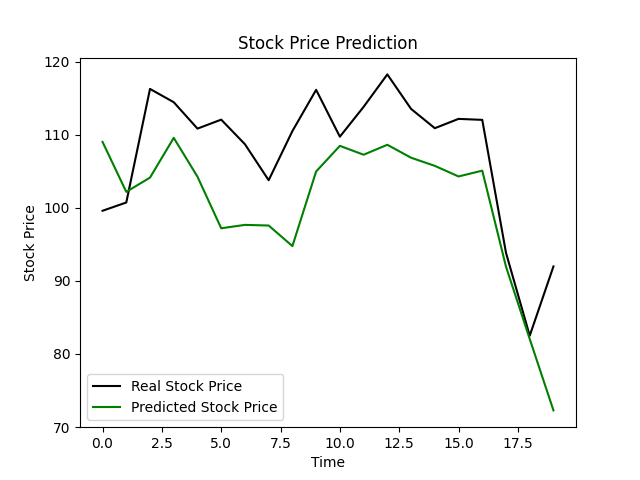 Stock Price Prediction
120
110
100
90
80
70
Stock Price
Real Stock Price
Predicted Stock Price
0.0 2.5 5.0 7.5 10.0 12.5 15.0 17.5
Time